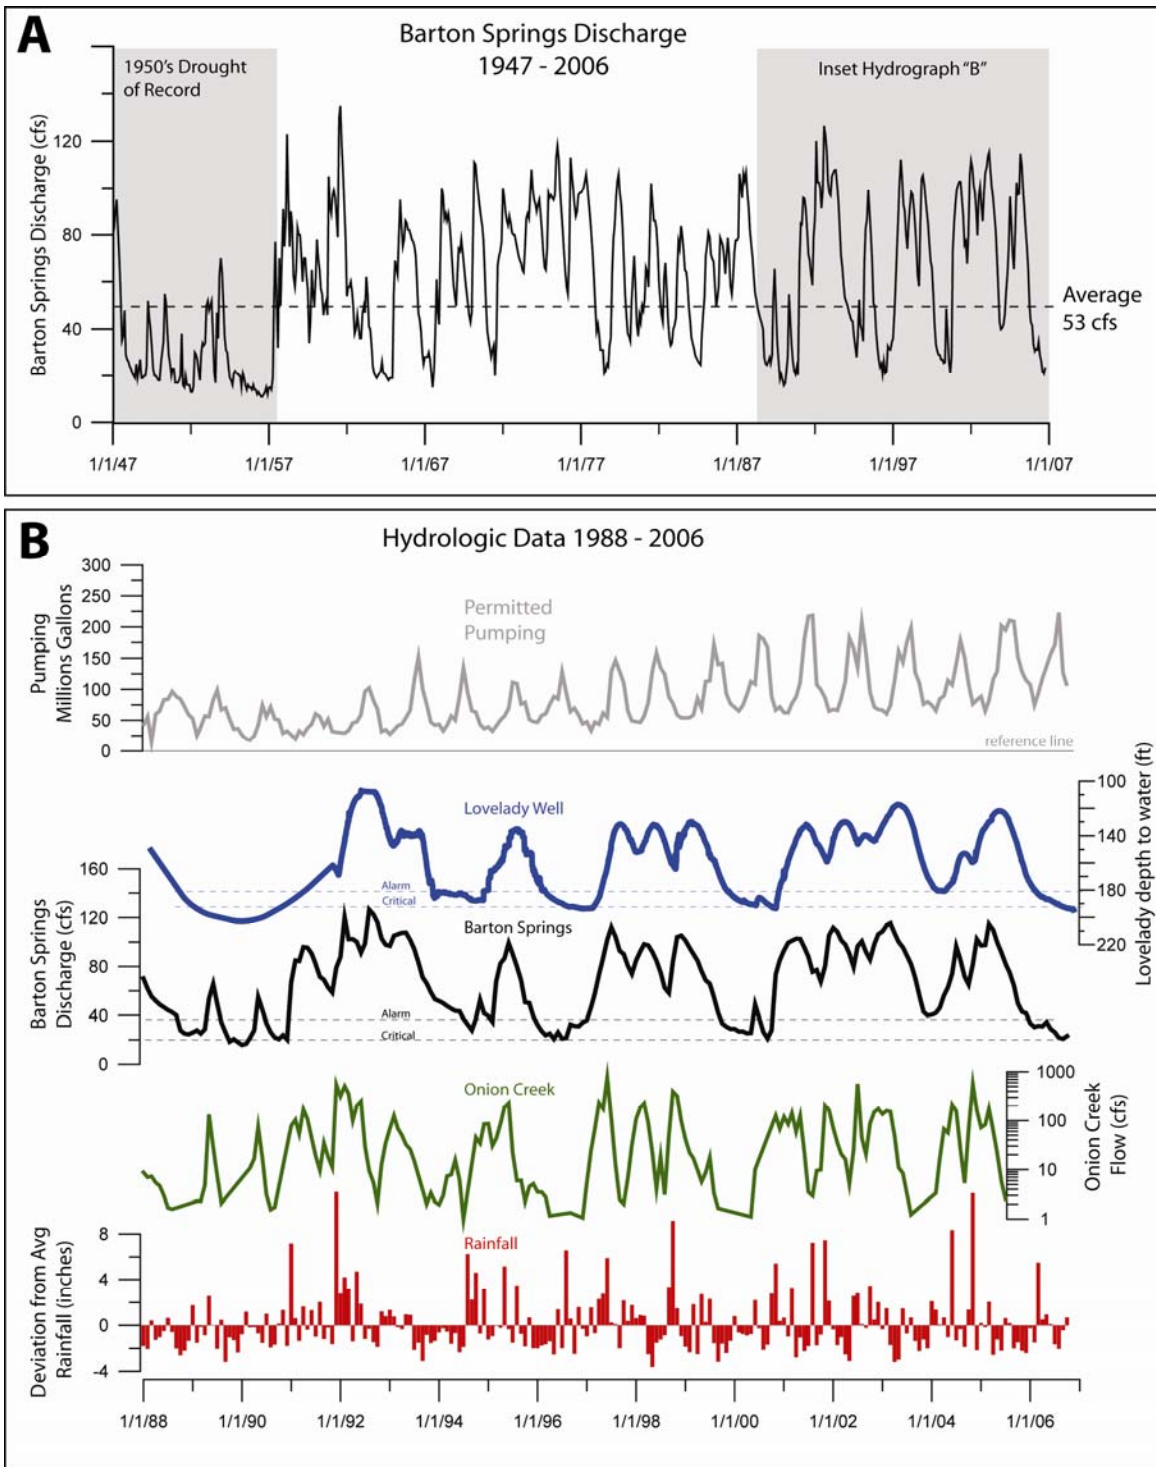 A
Barton Springs Discharge
1947 - 2006
1950's Drought
of Record
Inset Hydrograph "B"
Barton Springs Discharge (cfs)
120
80
40
0
Average
53 cfs
1/1/47
1/1/57
1/1/67
1/1/77
1/1/87
1/1/97
1/1/07
B
Hydrologic Data 1988 - 2006
Pumping
Millions Gallons
300
250
200
150
100
50
0
Permitted
Pumping
reference line
Lovelady Well
Lovelady depth to water (ft)
100
140
180
220
Alarm
Critical
Barton Springs
Discharge (cfs)
160
120
80
40
0
Barton Springs
Alarm
Critical
Onion Creek
Onion Creek
Flow (cfs)
1000
100
10
1
Deviation from Avg
Rainfall (inches)
8
4
0
-4
Rainfall
1/1/88
1/1/90
1/1/92
1/1/94
1/1/96
1/1/98
1/1/00
1/1/02
1/1/04
1/1/06